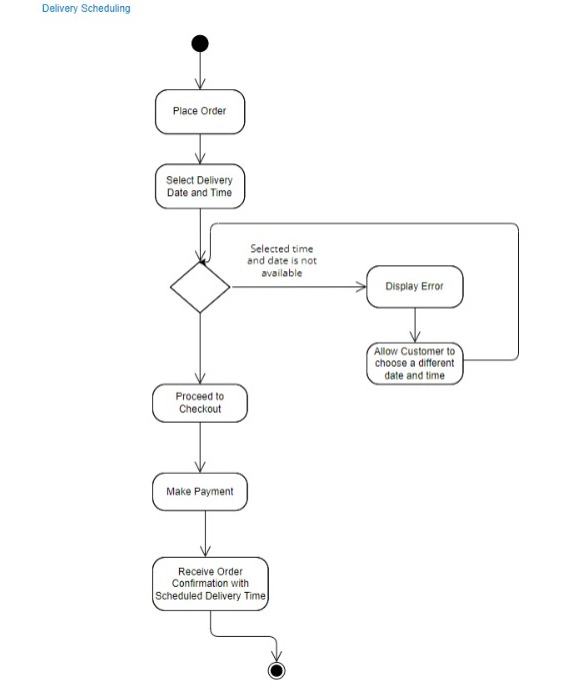 Delivery Scheduling
Place Order
Select Delivery
Date and Time
Selected time
and date is not
available
Display Error
Allow Customer to
choose a different
date and time
Proceed to
Checkout
Make Payment
Receive Order
Confirmation with
Scheduled Delivery Time